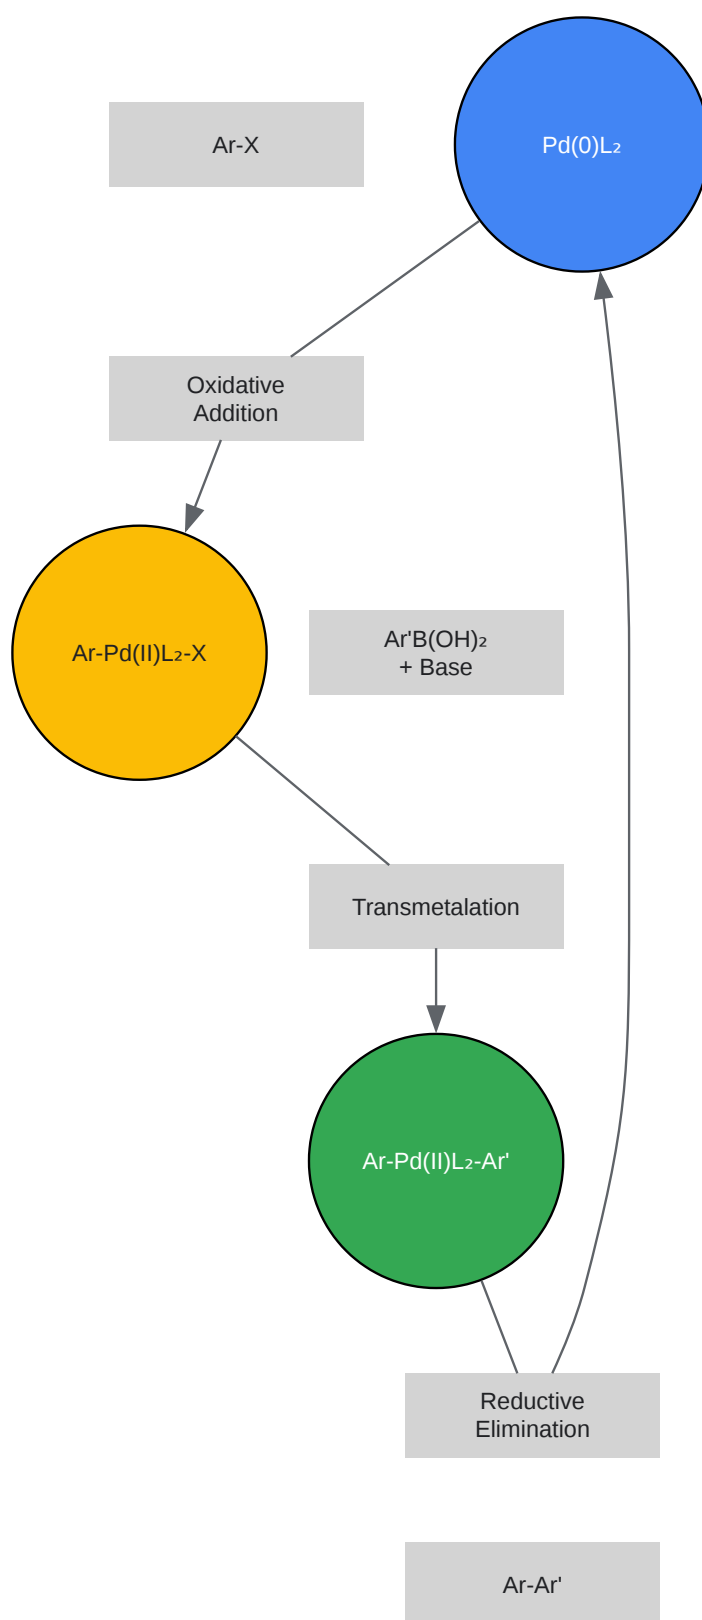 Ar-X
Pd(0)L₂
Oxidative
Addition
Ar-Pd(II)L₂-X
Ar'B(OH)₂
+ Base
Transmetalation
Ar-Pd(II)L₂-Ar'
Reductive
Elimination
Ar-Ar'